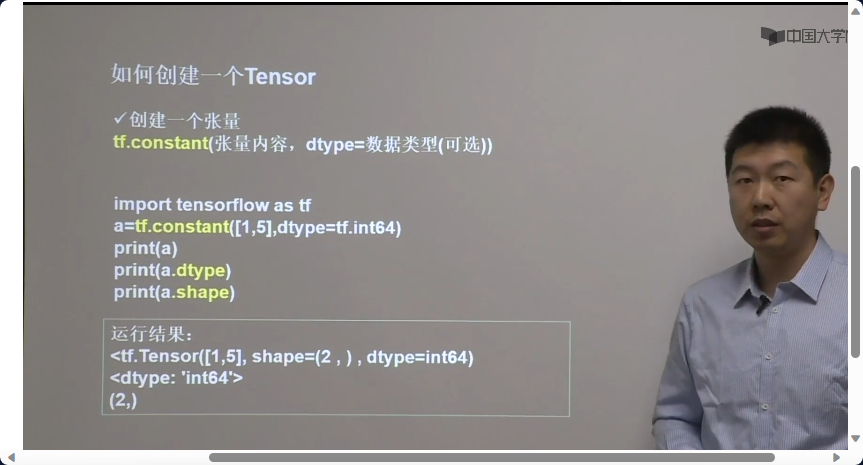 中国大学
如何创建一个Tensor
✓创建一个张量
tf.constant(张量内容，dtype=数据类型(可选))
import tensorflow as tf
a=tf.constant([1,5],dtype=tf.int64)
print(a)
print(a.dtype)
print(a.shape)
运行结果：
<tf.Tensor([1,5], shape=(2 , ) , dtype=int64)
<dtype: 'int64'>
(2,)